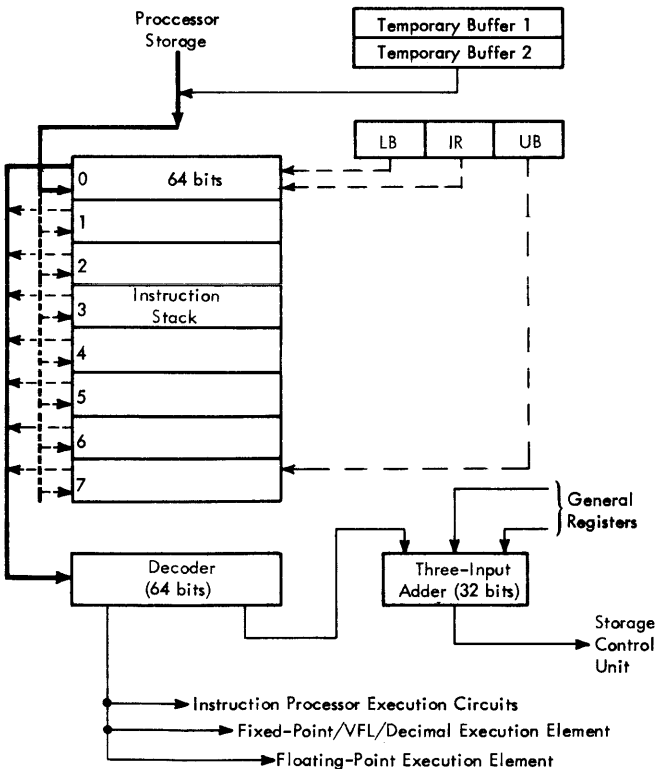 Proccessor
Storage
Temporary Buffer 1
Temporary Buffer 2
LB
IR
UB
0
64 bits
1
2
3
Instruction
Stack
4
5
6
7
General
Registers
Decoder
(64 bits)
Three-Input
Adder (32 bits)
Storage
Control
Unit
Instruction Processor Execution Circuits
Fixed-Point/VFL/Decimal Execution Element
Floating-Point Execution Element